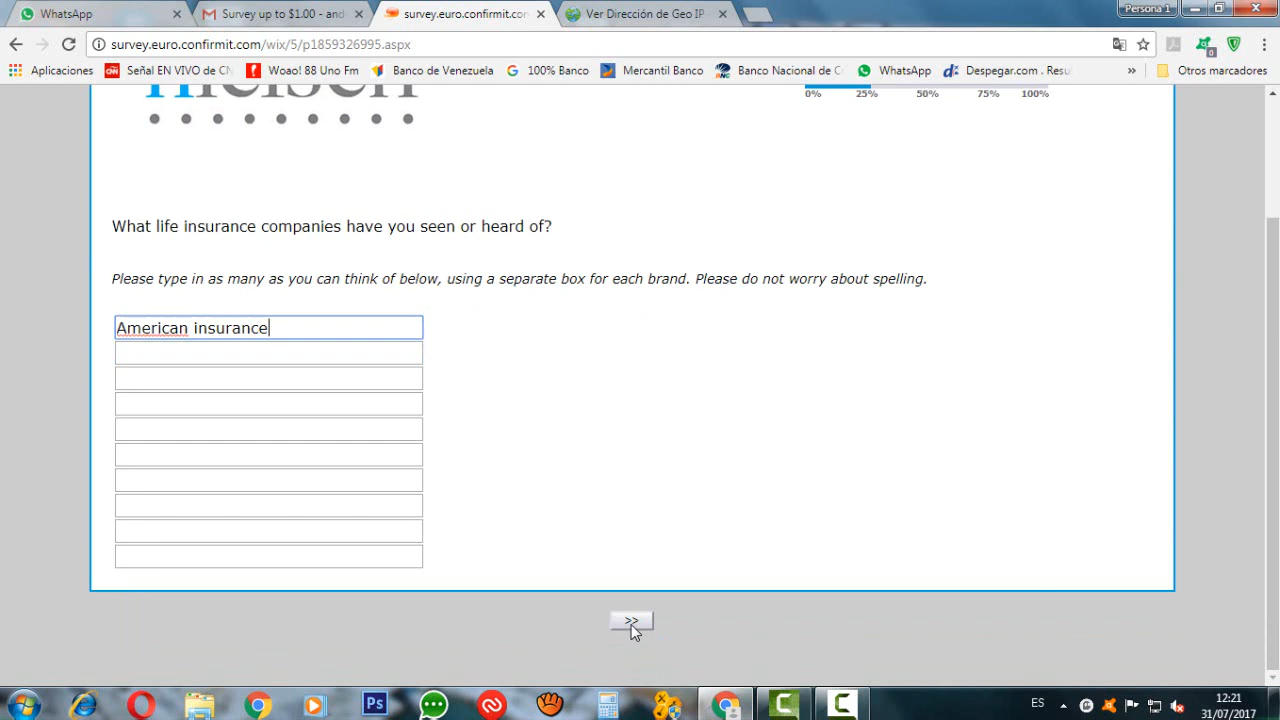 WhatsApp
Survey up to $1.00 - and
survey.euro.confirmit.com
Ver Dirección de Geo IP
Persona 1
survey.euro.confirmit.com/wix/5/p1859326995.aspx
Aplicaciones
Señal EN VIVO de CN
Woao! 88 Uno Fm
Banco de Venezuela
100% Banco
Mercantil Banco
Banco Nacional de C
WhatsApp
Despegar.com . Resu
»
Otros marcadores
nielsen
0% 25% 50% 75% 100%
What life insurance companies have you seen or heard of?
Please type in as many as you can think of below, using a separate box for each brand. Please do not worry about spelling.
American insurance
>>
Ps
ES
12:21
31/07/2017